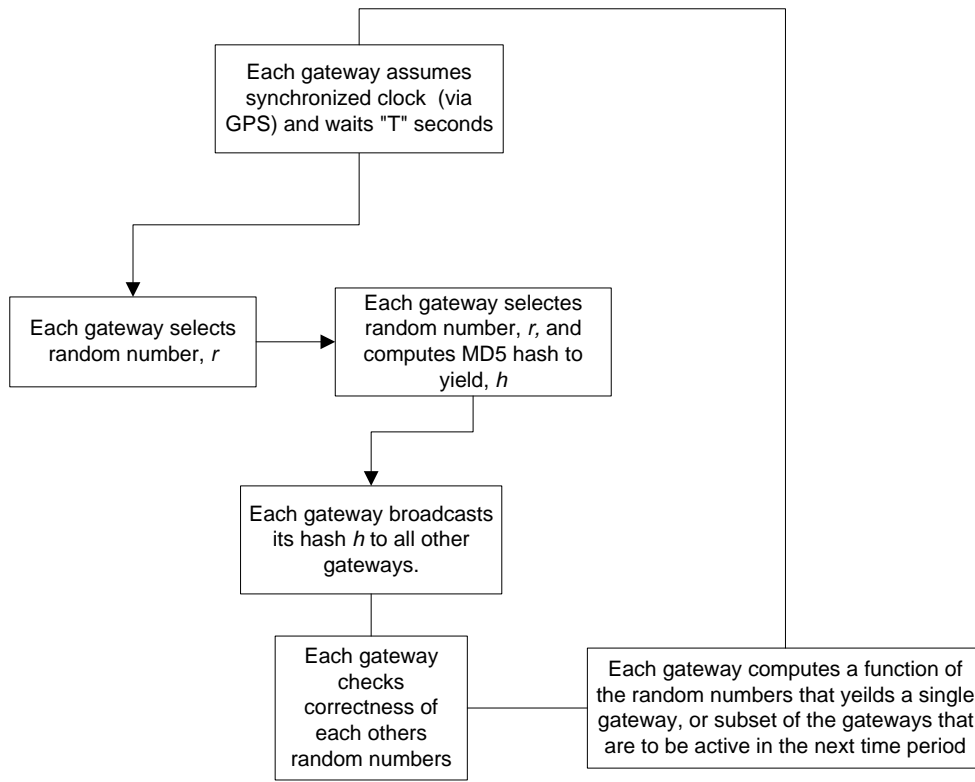 Each gateway assumes
synchronized clock  (via
GPS) and waits "T" seconds
Each gateway selects
random number, r
Each gateway selectes
random number, r, and
computes MD5 hash to
yield, h
Each gateway broadcasts
its hash h to all other
gateways.
Each gateway
checks
correctness of
each others
random numbers
Each gateway computes a function of
the random numbers that yeilds a single
gateway, or subset of the gateways that
are to be active in the next time period